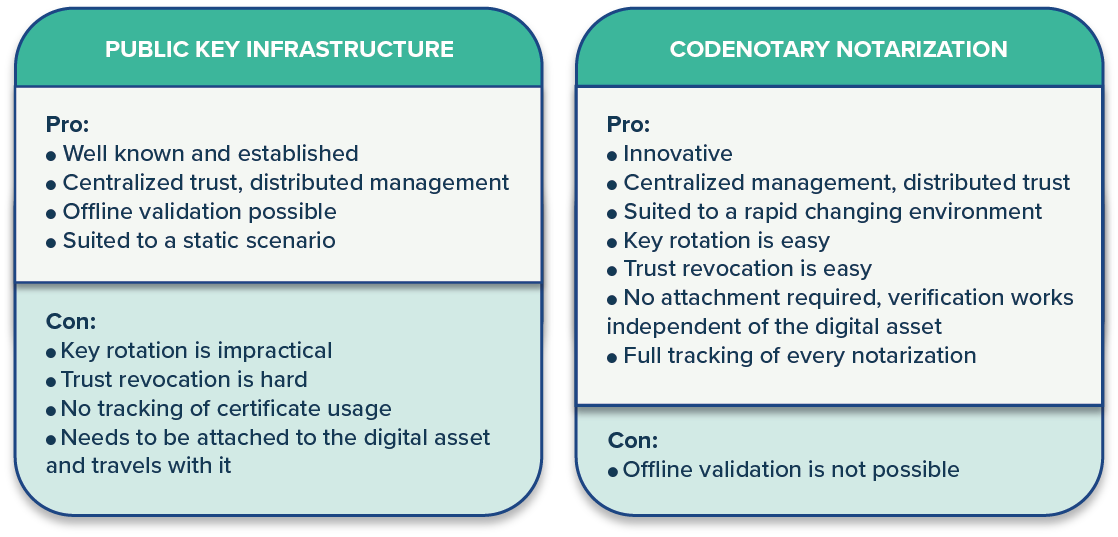 PUBLIC KEY INFRASTRUCTURE
Pro:
• Well known and established
• Centralized trust, distributed management
• Offline validation possible
• Suited to a static scenario
Con:
• Key rotation is impractical
• Trust revocation is hard
• No tracking of certificate usage
• Needs to be attached to the digital asset
and travels with it
CODENOTARY NOTARIZATION
Pro:
• Innovative
• Centralized management, distributed trust
• Suited to a rapid changing environment
• Key rotation is easy
• Trust revocation is easy
• No attachment required, verification works
independent of the digital asset
• Full tracking of every notarization
Con:
• Offline validation is not possible